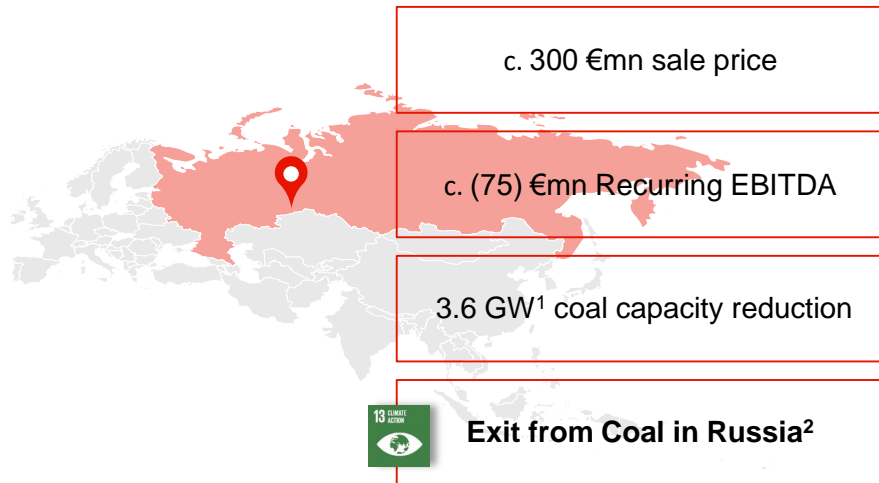 c. 300 €mn sale price
c. (75) €mn Recurring EBITDA
3.6 GW¹ coal capacity reduction
13 CLIMATE
ACTION
Exit from Coal in Russia²